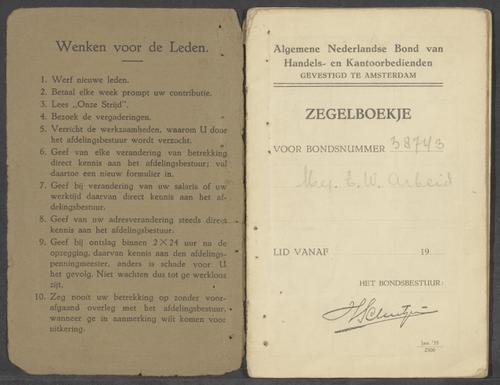 Wenken voor de Leden.
1. Werf nieuwe leden.
2. Betaal elke week prompt uw contributie.
3. Lees „Onze Strijd".
4. Bezoek de vergaderingen.
5. Verricht de werkzaamheden, waarom U door
het afdelingsbestuur wordt verzocht.
6. Geef van elke verandering van betrekking
direct kennis aan het afdelingsbestuur; vul
daartoe een nieuw formulier in.
7. Geef bij verandering van uw salaris of uw
werktijd daarvan direct kennis aan het af-
delingsbestuur.
8. Geef van uw adresverandering steeds direct
kennis aan het afdelingsbestuur.
9. Geef bij ontslag binnen 2×24 uur na de
opzegging, daarvan kennis aan den afdelings-
penningmeester, anders is schade voor U
het gevolg. Niet wachten dus tot ge werkloos
zijt.
10. Zeg nooit uw betrekking op zonder voor-
afgaand overleg met het afdelingsbestuur,
wanneer ge in aanmerking wilt komen voor
uitkering.
Algemene Nederlandse Bond van
Handels- en Kantoorbedienden
GEVESTIGD TE AMSTERDAM
ZEGELBOEKJE
VOOR BONDSNUMMER 38743
Mej. E. W. Arbeid
LID VANAF 19
HET BONDSBESTUUR:
Jan. '35
2500